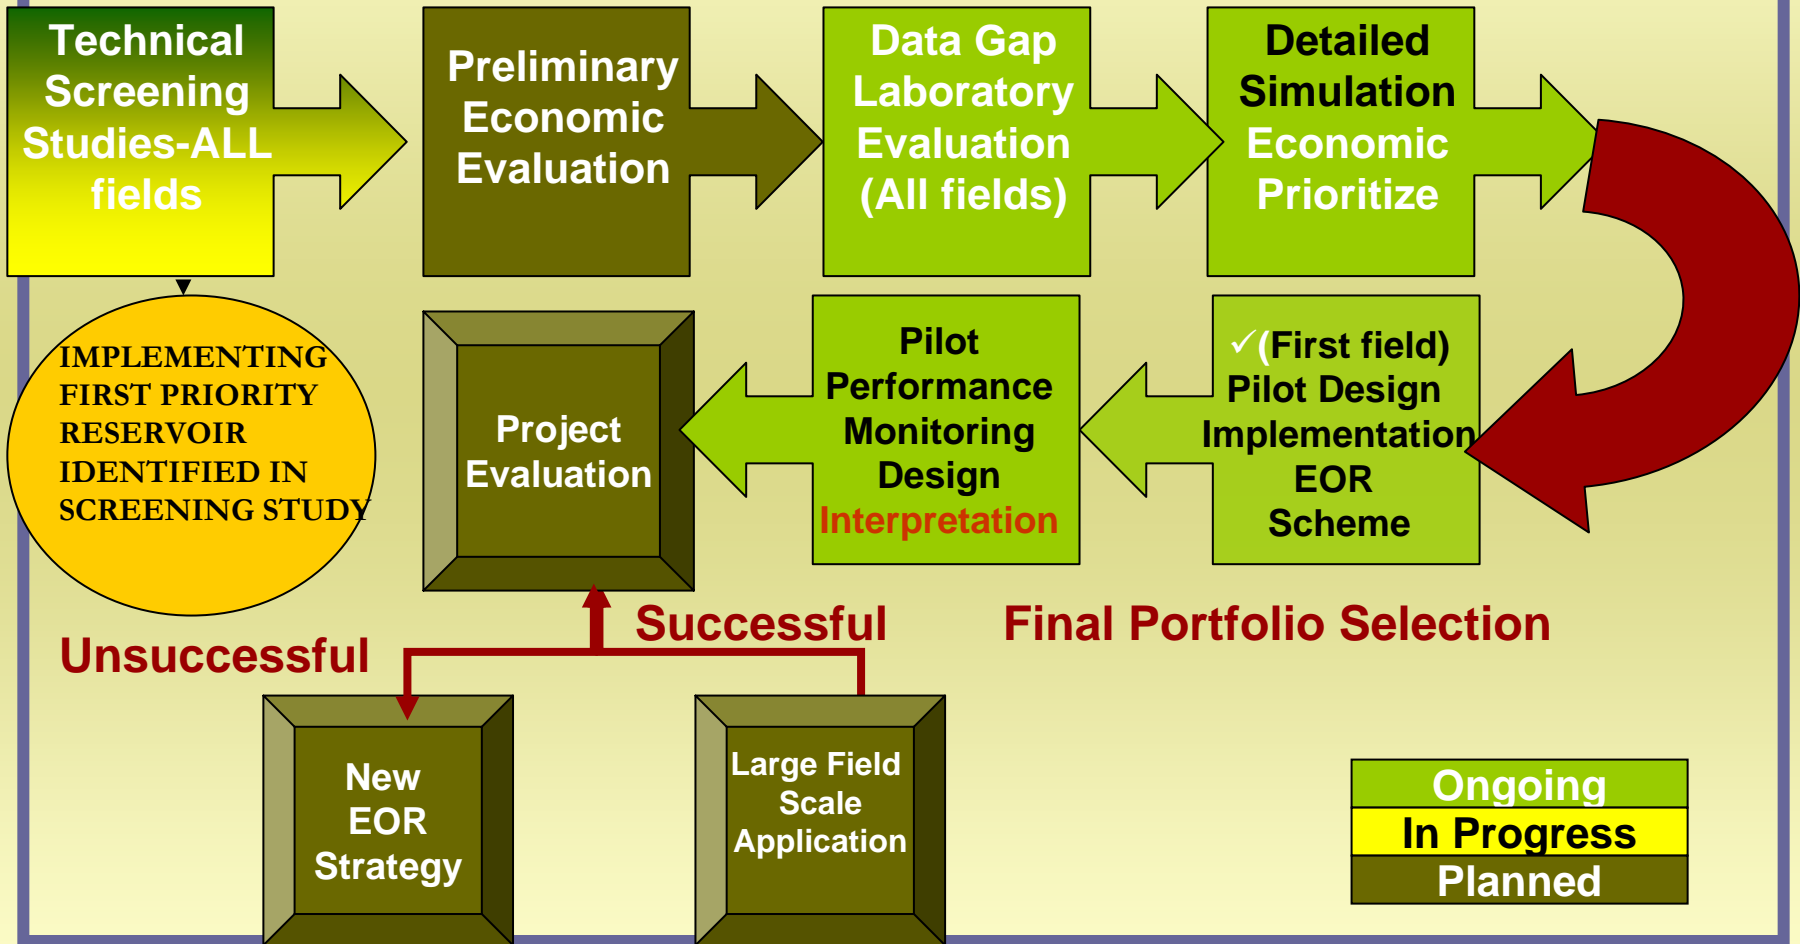 Technical
Screening
Studies-ALL
fields
Preliminary
Economic
Evaluation
Data Gap
Laboratory
Evaluation
(All fields)
Detailed
Simulation
Economic
Prioritize
IMPLEMENTING
FIRST PRIORITY
RESERVOIR
IDENTIFIED IN
SCREENING STUDY
Project
Evaluation
Pilot
Performance
Monitoring
Design
Interpretation
✓(First field)
Pilot Design
Implementation
EOR
Scheme
Unsuccessful
Successful
Final Portfolio Selection
New
EOR
Strategy
Large Field
Scale
Application
Ongoing
In Progress
Planned